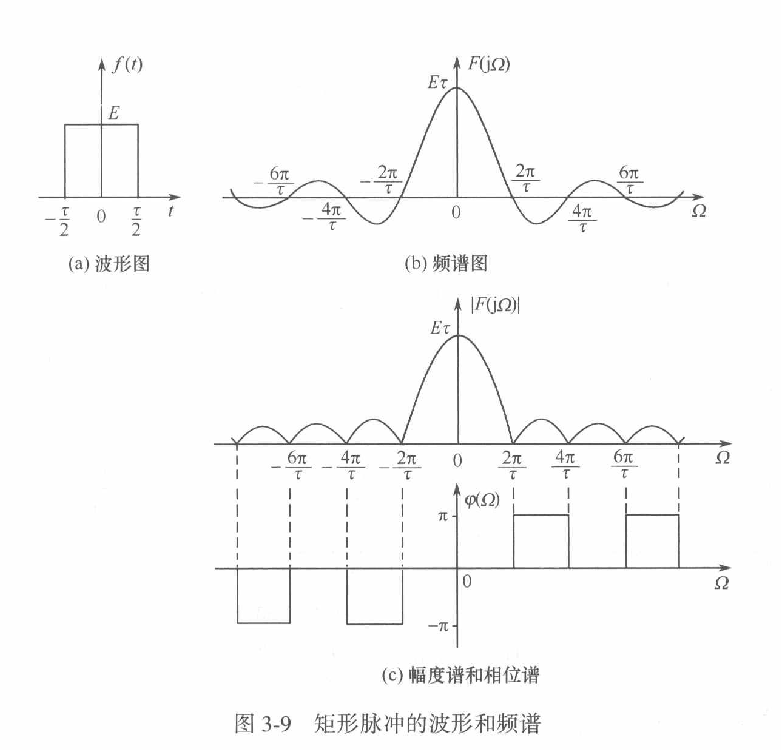 f(t)
E
-τ/2 0 τ/2 t
(a) 波形图
F(jΩ)
Eτ
-6π/τ -4π/τ -2π/τ 0 2π/τ 4π/τ 6π/τ Ω
(b) 频谱图
|F(jΩ)|
Eτ
-6π/τ -4π/τ -2π/τ 0 2π/τ 4π/τ 6π/τ Ω
φ(Ω)
π
0 Ω
-π
(c) 幅度谱和相位谱
图 3-9 矩形脉冲的波形和频谱